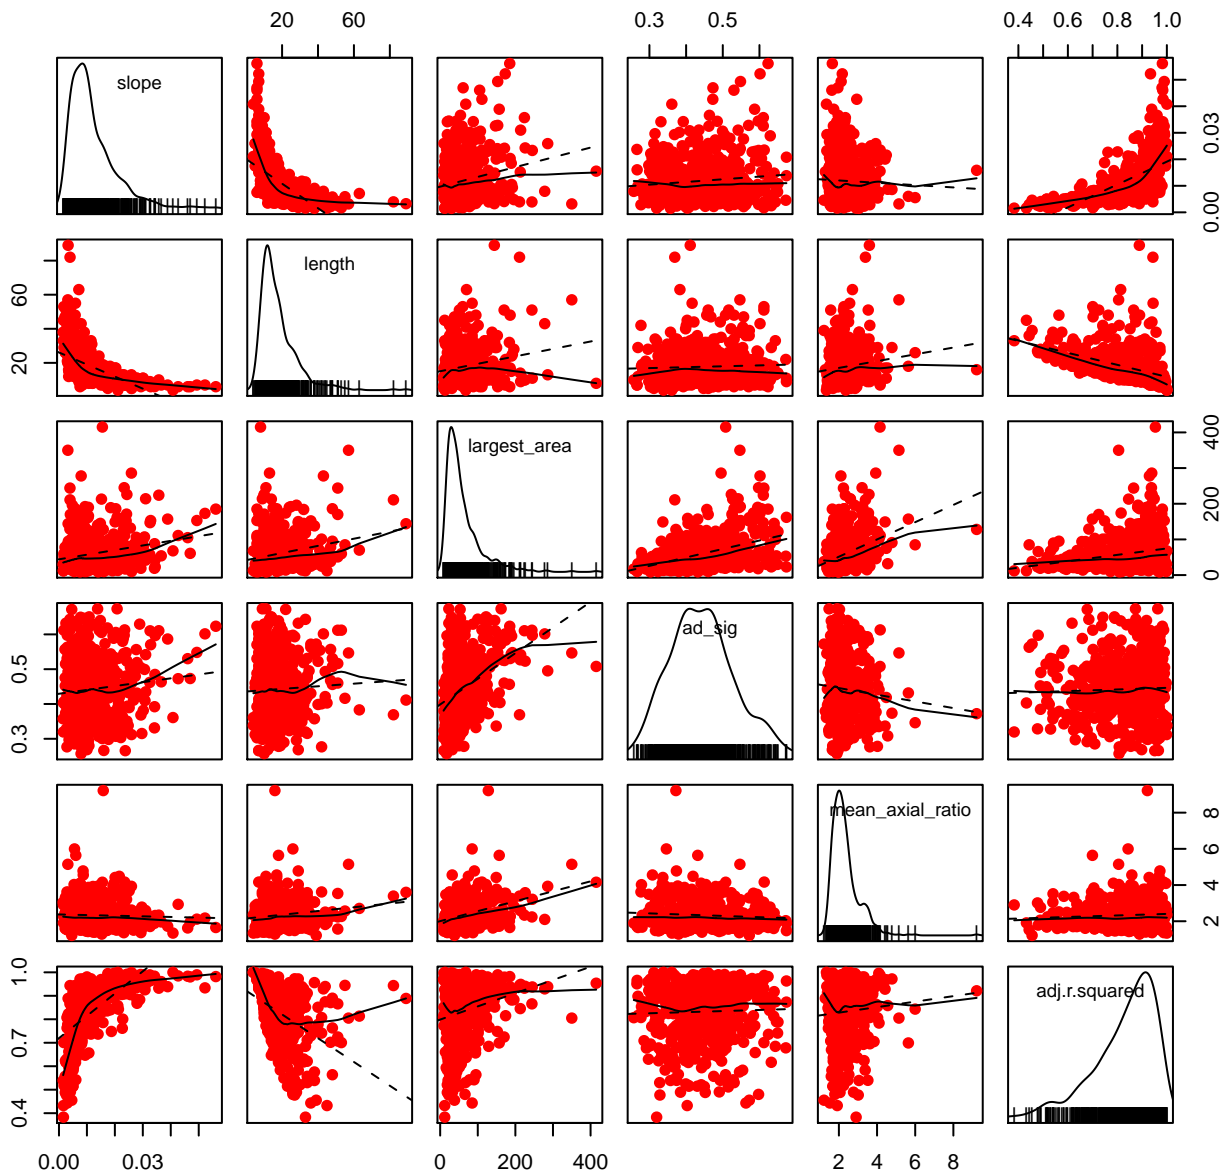 20 60 0.3 0.5 0.4 0.6 0.8 1.0
slope
0.00 0.03
length
20 60
largest_area
0 200 400
ad_sig
0.3 0.5
mean_axial_ratio
2 4 6 8
adj.r.squared
0.4 0.7 1.0
0.00 0.03 0 200 400 2 4 6 8